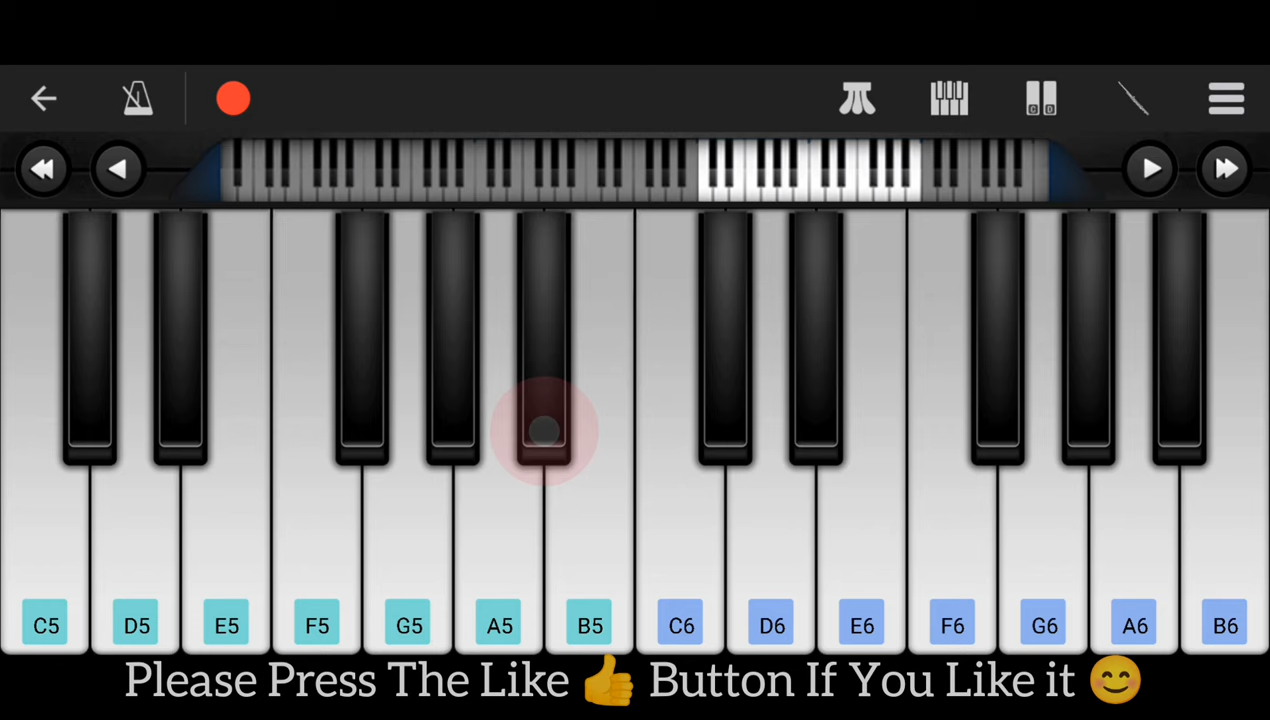 C5 D5 E5 F5 G5 A5 B5 C6 D6 E6 F6 G6 A6 B6
Please Press The Like 👍 Button If You Like it 😊